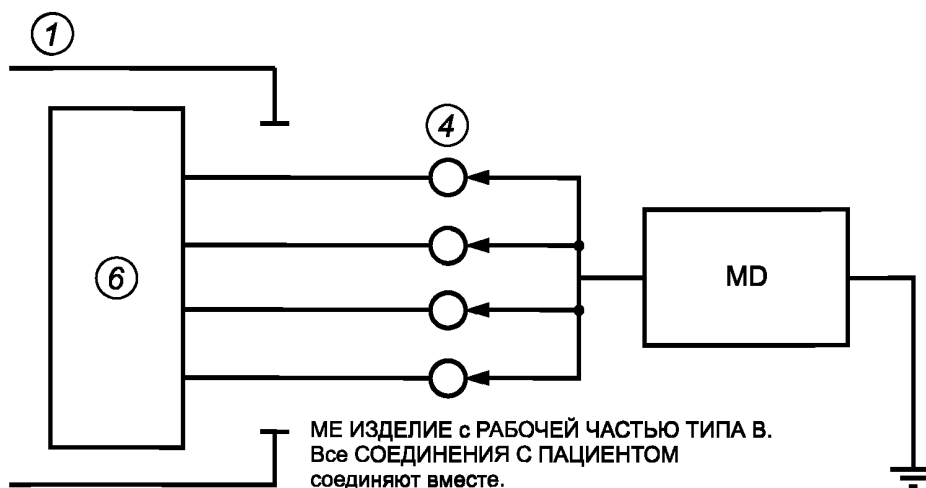 1
4
6
MD
МЕ ИЗДЕЛИЕ с РАБОЧЕЙ ЧАСТЬЮ ТИПА В.
Все СОЕДИНЕНИЯ С ПАЦИЕНТОМ
соединяют вместе.